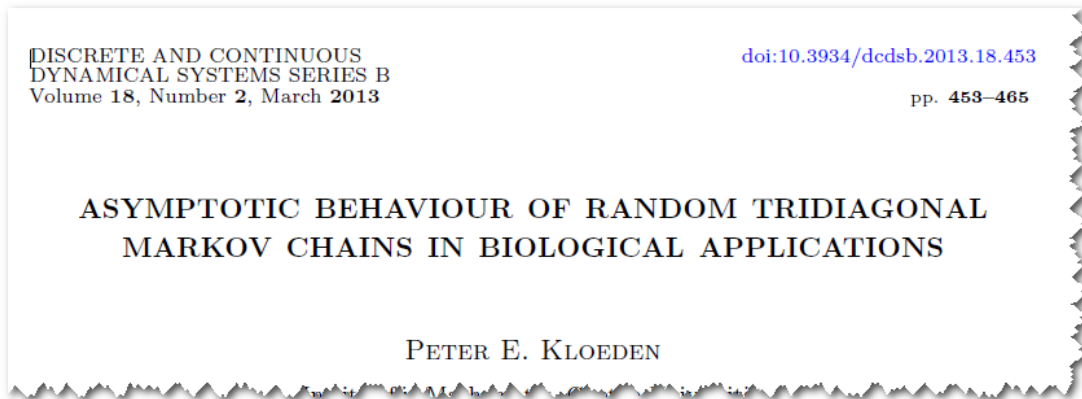 DISCRETE AND CONTINUOUS
DYNAMICAL SYSTEMS SERIES B
Volume 18, Number 2, March 2013
doi:10.3934/dcdsb.2013.18.453
pp. 453–465
ASYMPTOTIC BEHAVIOUR OF RANDOM TRIDIAGONAL
MARKOV CHAINS IN BIOLOGICAL APPLICATIONS
PETER E. KLOEDEN